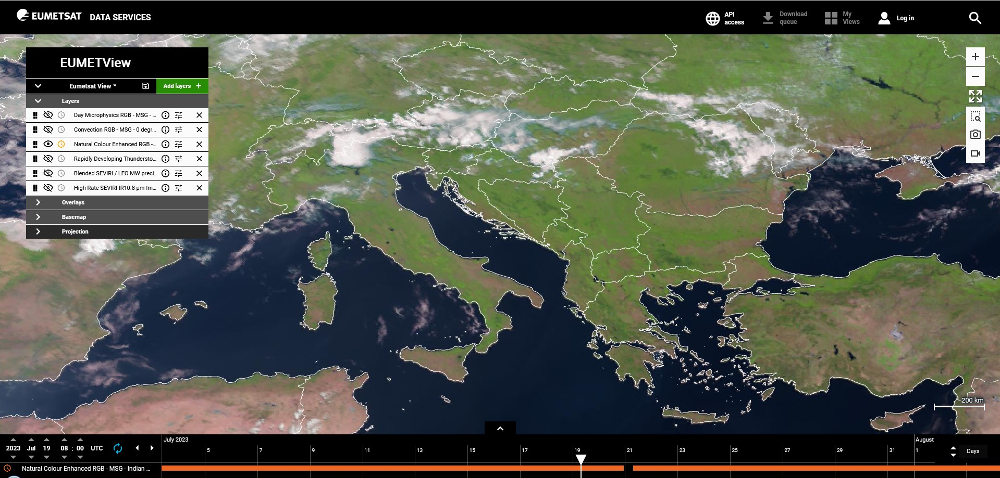 EUMETSAT DATA SERVICES
API access
Download queue
My Views
Log in
EUMETView
Eumetsat View *
Add layers +
Layers
Day Microphysics RGB - MSG - ...
Convection RGB - MSG - 0 degr...
Natural Colour Enhanced RGB -...
Rapidly Developing Thundersto...
Blended SEVIRI / LEO MW preci...
High Rate SEVIRI IR10.8 µm Im...
Overlays
Basemap
Projection
200 km
July 2023
August
2023 Jul 19 08 : 00 UTC
5 7 9 11 13 15 17 19 21 23 25 27 29 31 1
Days
Natural Colour Enhanced RGB - MSG - Indian ...